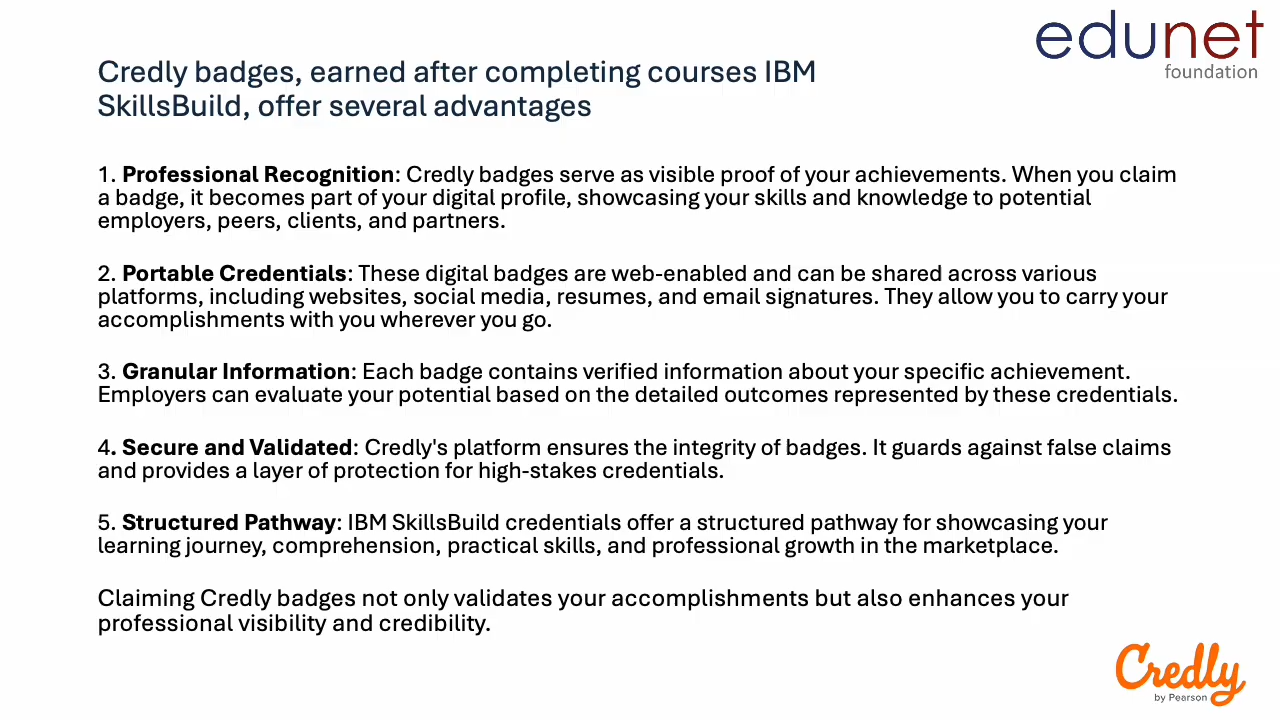 edunet
foundation
Credly badges, earned after completing courses IBM
SkillsBuild, offer several advantages
1. Professional Recognition: Credly badges serve as visible proof of your achievements. When you claim
a badge, it becomes part of your digital profile, showcasing your skills and knowledge to potential
employers, peers, clients, and partners.
2. Portable Credentials: These digital badges are web-enabled and can be shared across various
platforms, including websites, social media, resumes, and email signatures. They allow you to carry your
accomplishments with you wherever you go.
3. Granular Information: Each badge contains verified information about your specific achievement.
Employers can evaluate your potential based on the detailed outcomes represented by these credentials.
4. Secure and Validated: Credly's platform ensures the integrity of badges. It guards against false claims
and provides a layer of protection for high-stakes credentials.
5. Structured Pathway: IBM SkillsBuild credentials offer a structured pathway for showcasing your
learning journey, comprehension, practical skills, and professional growth in the marketplace.
Claiming Credly badges not only validates your accomplishments but also enhances your
professional visibility and credibility.
Credly
by Pearson